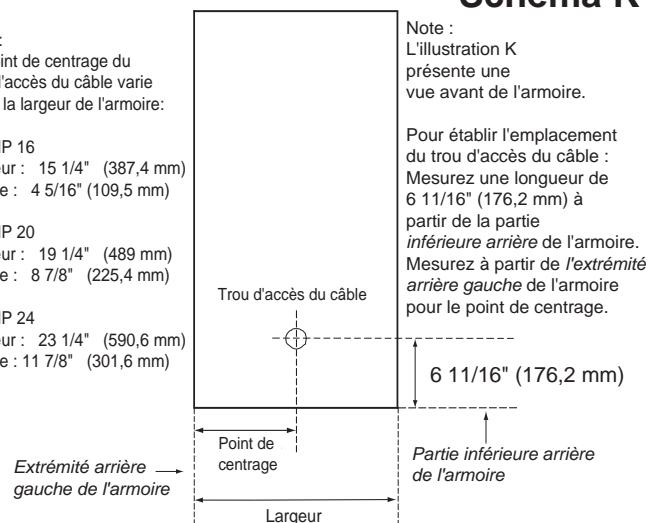 Schéma K
Note :
L'illustration K
présente une
vue avant de l'armoire.
Pour établir l'emplacement
du trou d'accès du câble :
Mesurez une longueur de
6 11/16" (176,2 mm) à
partir de la partie
inférieure arrière de l'armoire.
Mesurez à partir de l'extrémité
arrière gauche de l'armoire
pour le point de centrage.
:
de centrage du
d'accès du câble varie
la largeur de l'armoire:
16
: 15 1/4" (387,4 mm)
: 4 5/16" (109,5 mm)
20
: 19 1/4" (489 mm)
: 8 7/8" (225,4 mm)
24
: 23 1/4" (590,6 mm)
: 11 7/8" (301,6 mm)
Trou d'accès du câble
6 11/16" (176,2 mm)
Point de
centrage
Partie inférieure arrière
de l'armoire
Extrémité arrière
gauche de l'armoire
Largeur